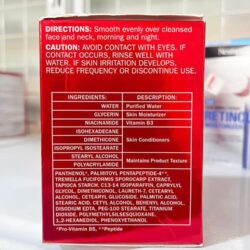 DIRECTIONS: Smooth evenly over cleansed
face and neck, morning and night.
CAUTION: AVOID CONTACT WITH EYES. IF
CONTACT OCCURS, RINSE WELL WITH
WATER. IF SKIN IRRITATION DEVELOPS,
REDUCE FREQUENCY OR DISCONTINUE USE.
INGREDIENTS: DESCRIPTION:
WATER Purified Water
GLYCERIN Skin Moisturizer
NIACINAMIDE Vitamin B3
ISOHEXADECANE
DIMETHICONE Skin Conditioners
ISOPROPYL ISOSTEARATE
STEARYL ALCOHOL
POLYACRYLAMIDE Maintains Product Texture
PANTHENOL*, PALMITOYL PENTAPEPTIDE-4**,
TREMELLA FUCIFORMIS SPOROCARP EXTRACT,
TAPIOCA STARCH, C13-14 ISOPARAFFIN, CAPRYLYL
GLYCOL, DIMETHICONOL, LAURETH-7, CETEARYL
ALCOHOL, CETEARYL GLUCOSIDE, PALMITIC ACID,
STEARIC ACID, CETYL ALCOHOL, BEHENYL ALCOHOL,
DISODIUM EDTA, PEG-100 STEARATE, TITANIUM
DIOXIDE, POLYMETHYLSILSESQUIOXANE,
1,2-HEXANEDIOL, PHENOXYETHANOL
*Pro-Vitamin B5, **Peptide
RETINOL